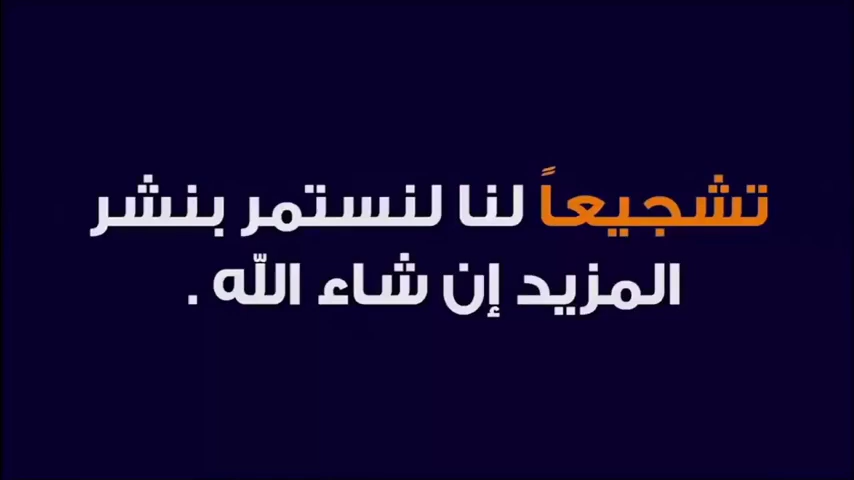 تشجيعاً لنا لنستمر بنشر
المزيد إن شاء الله .